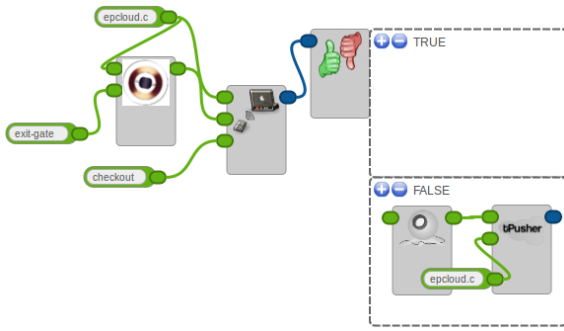 epcloud.c
TRUE
exit-gate
checkout
FALSE
tPusher
epcloud.c